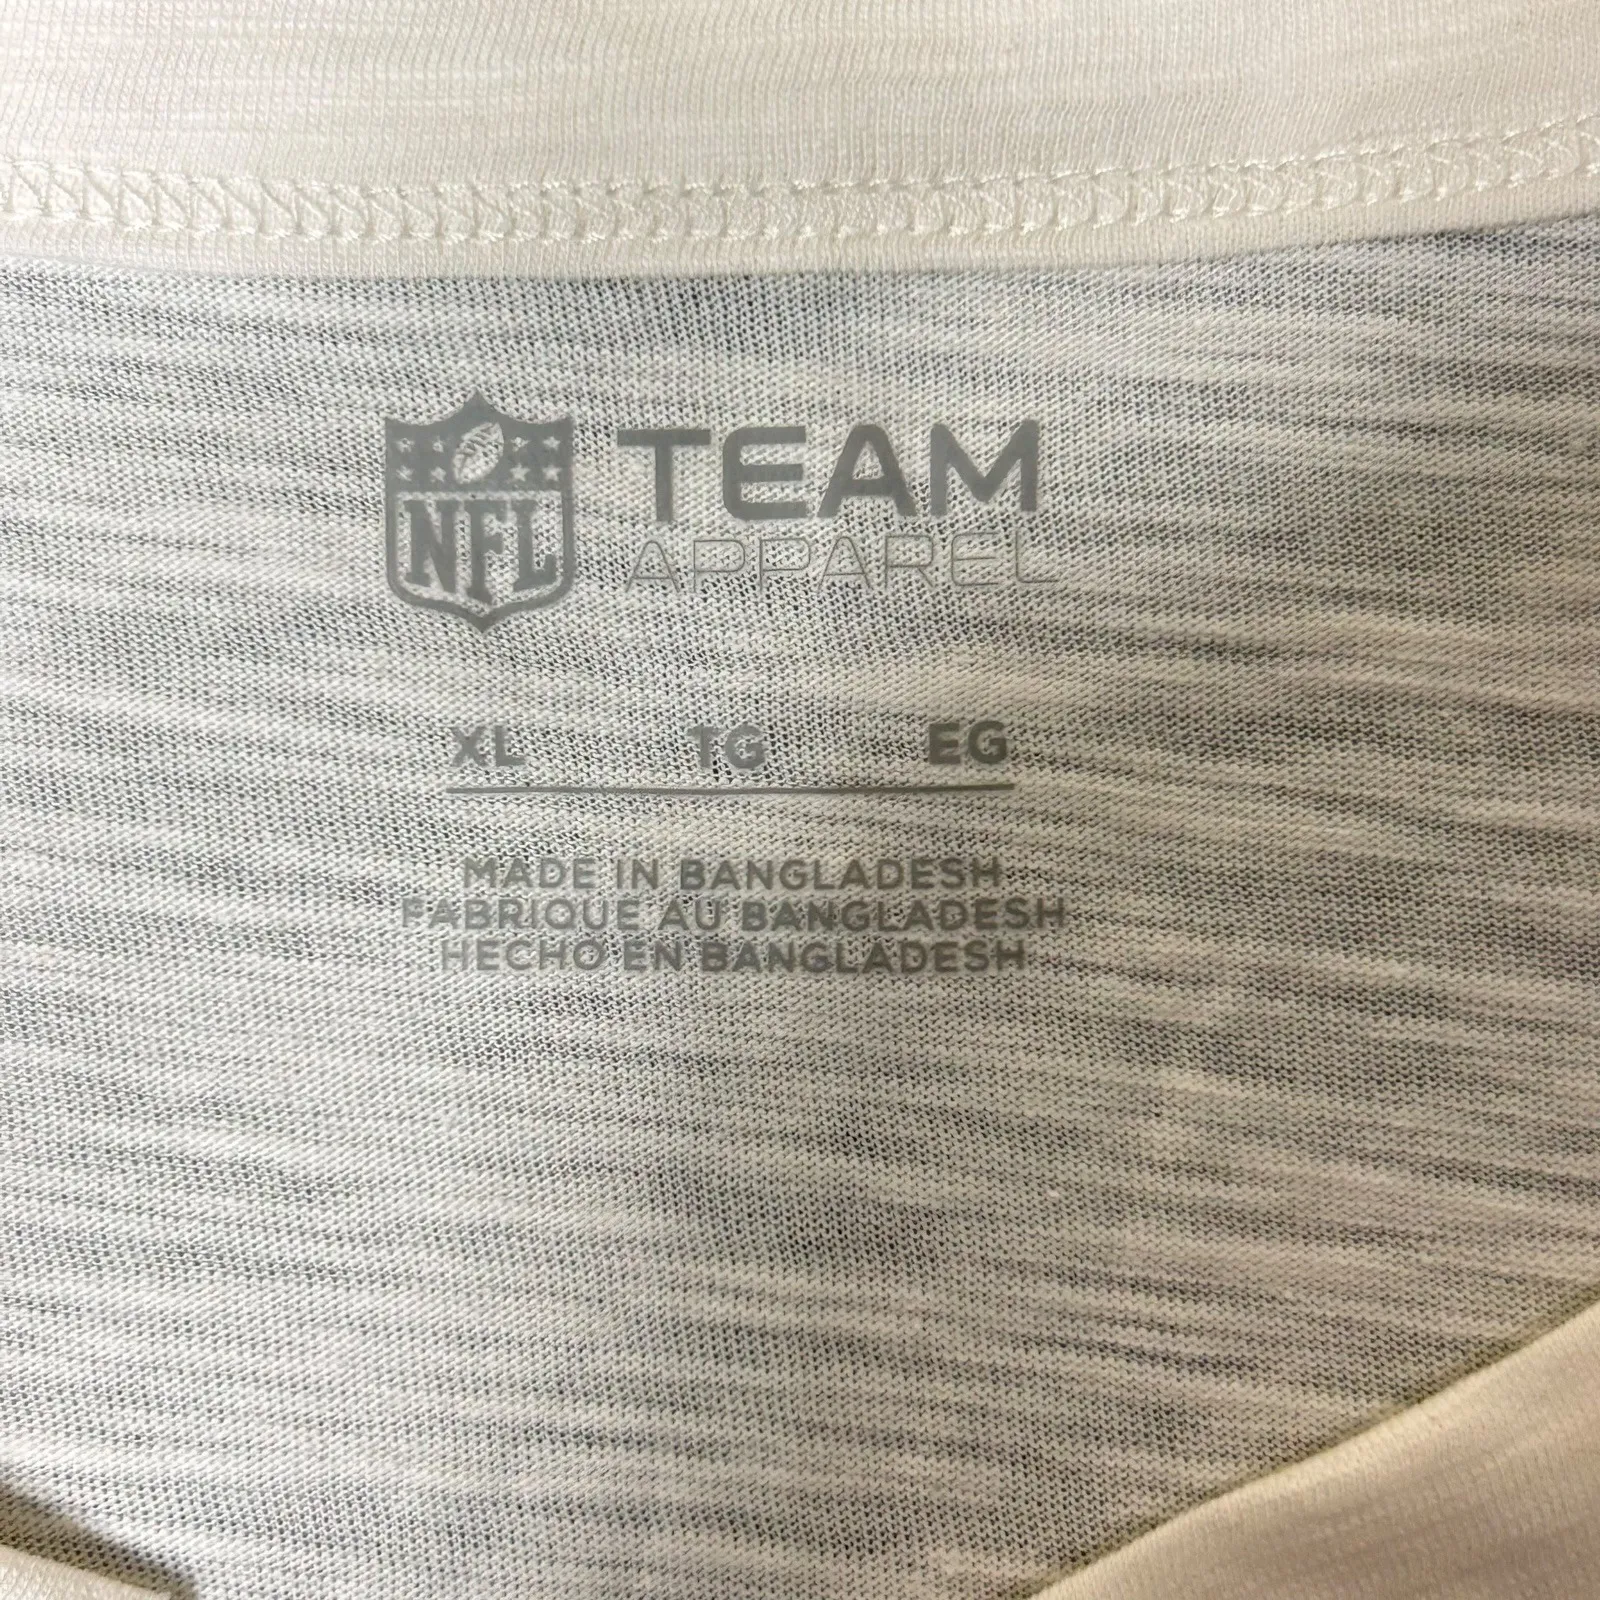 NFL TEAM
APPAREL
XL TG EG
MADE IN BANGLADESH
FABRIQUE AU BANGLADESH
HECHO EN BANGLADESH